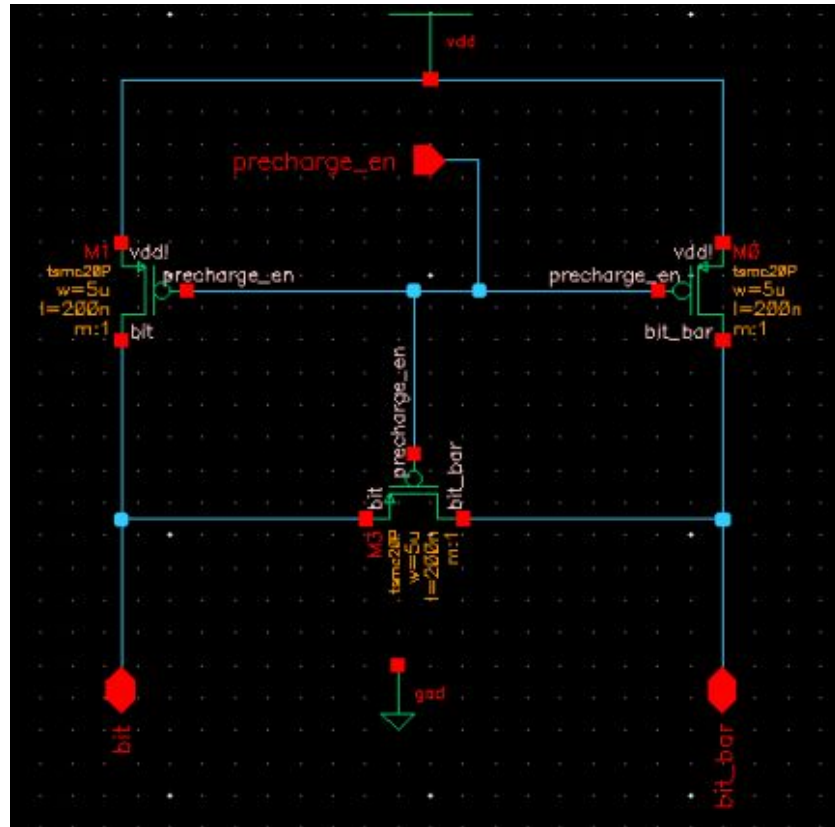 vdd
precharge_en
M1
vdd!
tsmc20P
w=5u
l=200n
m:1
precharge_en
bit
precharge_en
vdd!
M0
tsmc20P
w=5u
l=200n
m:1
bit_bar
precharge_en
bit
bit_bar
M3
tsmc20P
w=5u
l=200n
m:1
gnd
bit
bit_bar